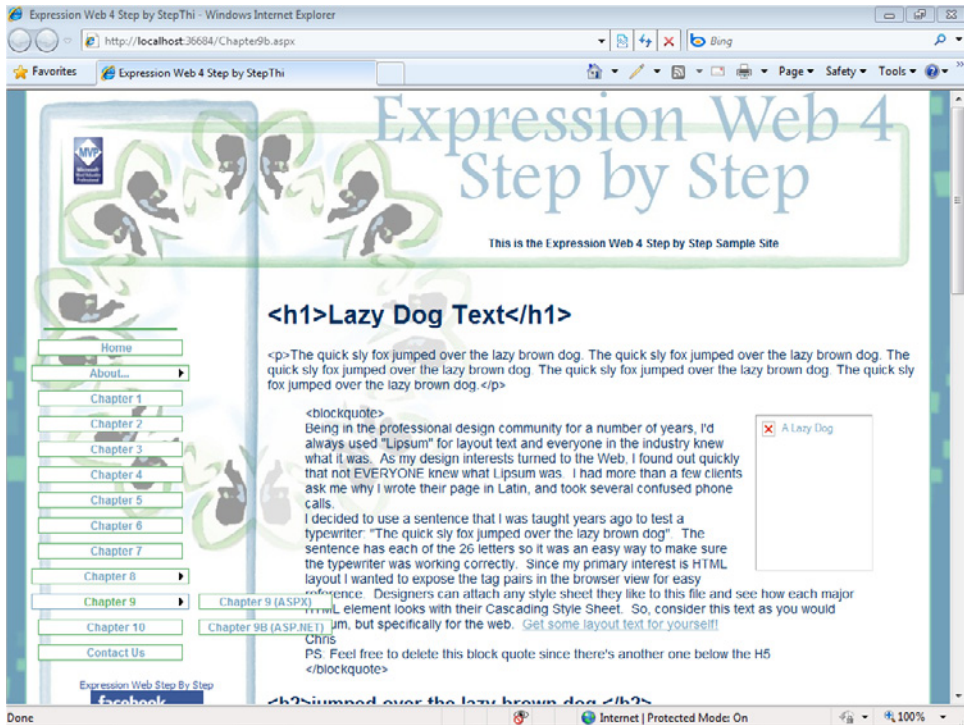 Expression Web 4 Step by StepThi - Windows Internet Explorer
http://localhost:36684/Chapter9b.aspx
Bing
Favorites
Expression Web 4 Step by StepThi
Page
Safety
Tools
Expression Web 4
Step by Step
MVP
Microsoft
This is the Expression Web 4 Step by Step Sample Site
Home
About...
Chapter 1
Chapter 2
Chapter 3
Chapter 4
Chapter 5
Chapter 6
Chapter 7
Chapter 8
Chapter 9
Chapter 9 (ASPX)
Chapter 10
Chapter 9B (ASP.NET)
Contact Us
Expression Web Step By Step
facebook
<h1>Lazy Dog Text</h1>
<p>The quick sly fox jumped over the lazy brown dog. The quick sly fox jumped over the lazy brown dog. The
quick sly fox jumped over the lazy brown dog. The quick sly fox jumped over the lazy brown dog. The quick sly
fox jumped over the lazy brown dog.</p>
<blockquote>
Being in the professional design community for a number of years, I'd
always used "Lipsum" for layout text and everyone in the industry knew
what it was. As my design interests turned to the Web, I found out quickly
that not EVERYONE knew what Lipsum was. I had more than a few clients
ask me why I wrote their page in Latin, and took several confused phone
calls.
A Lazy Dog
I decided to use a sentence that I was taught years ago to test a
typewriter: "The quick sly fox jumped over the lazy brown dog". The
sentence has each of the 26 letters so it was an easy way to make sure
the typewriter was working correctly. Since my primary interest is HTML
layout I wanted to expose the tag pairs in the browser view for easy
reference. Designers can attach any style sheet they like to this file and see how each major
HTML element looks with their Cascading Style Sheet. So, consider this text as you would
um, but specifically for the web. Get some layout text for yourself!
Chris
PS: Feel free to delete this block quote since there's another one below the H5
</blockquote>
<h2>jumped over the lazy brown dog.</h2>
Done
Internet | Protected Mode: On
100%